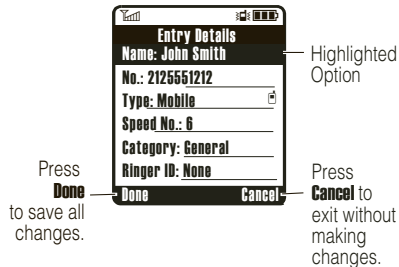 Entry Details
Name: John Smith
No.: 2125551212
Type: Mobile
Speed No.: 6
Category: General
Ringer ID: None
Done
Cancel
Highlighted
Option
Press
Done
to save all
changes.
Press
Cancel to
exit without
making
changes.